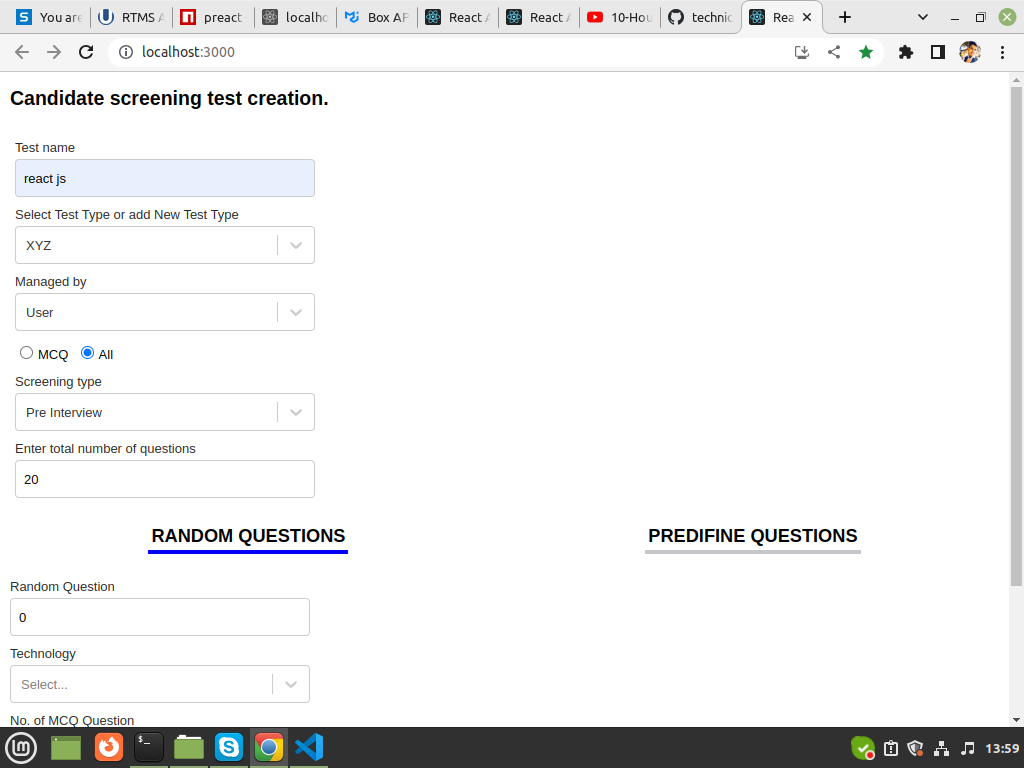 You are
RTMS A
preact
localho
Box AP
React A
React A
10-Hou
technic
Rea
localhost:3000
Candidate screening test creation.
Test name
react js
Select Test Type or add New Test Type
XYZ
Managed by
User
MCQ All
Screening type
Pre Interview
Enter total number of questions
20
RANDOM QUESTIONS PREDIFINE QUESTIONS
Random Question
0
Technology
Select...
No. of MCQ Question
13:59